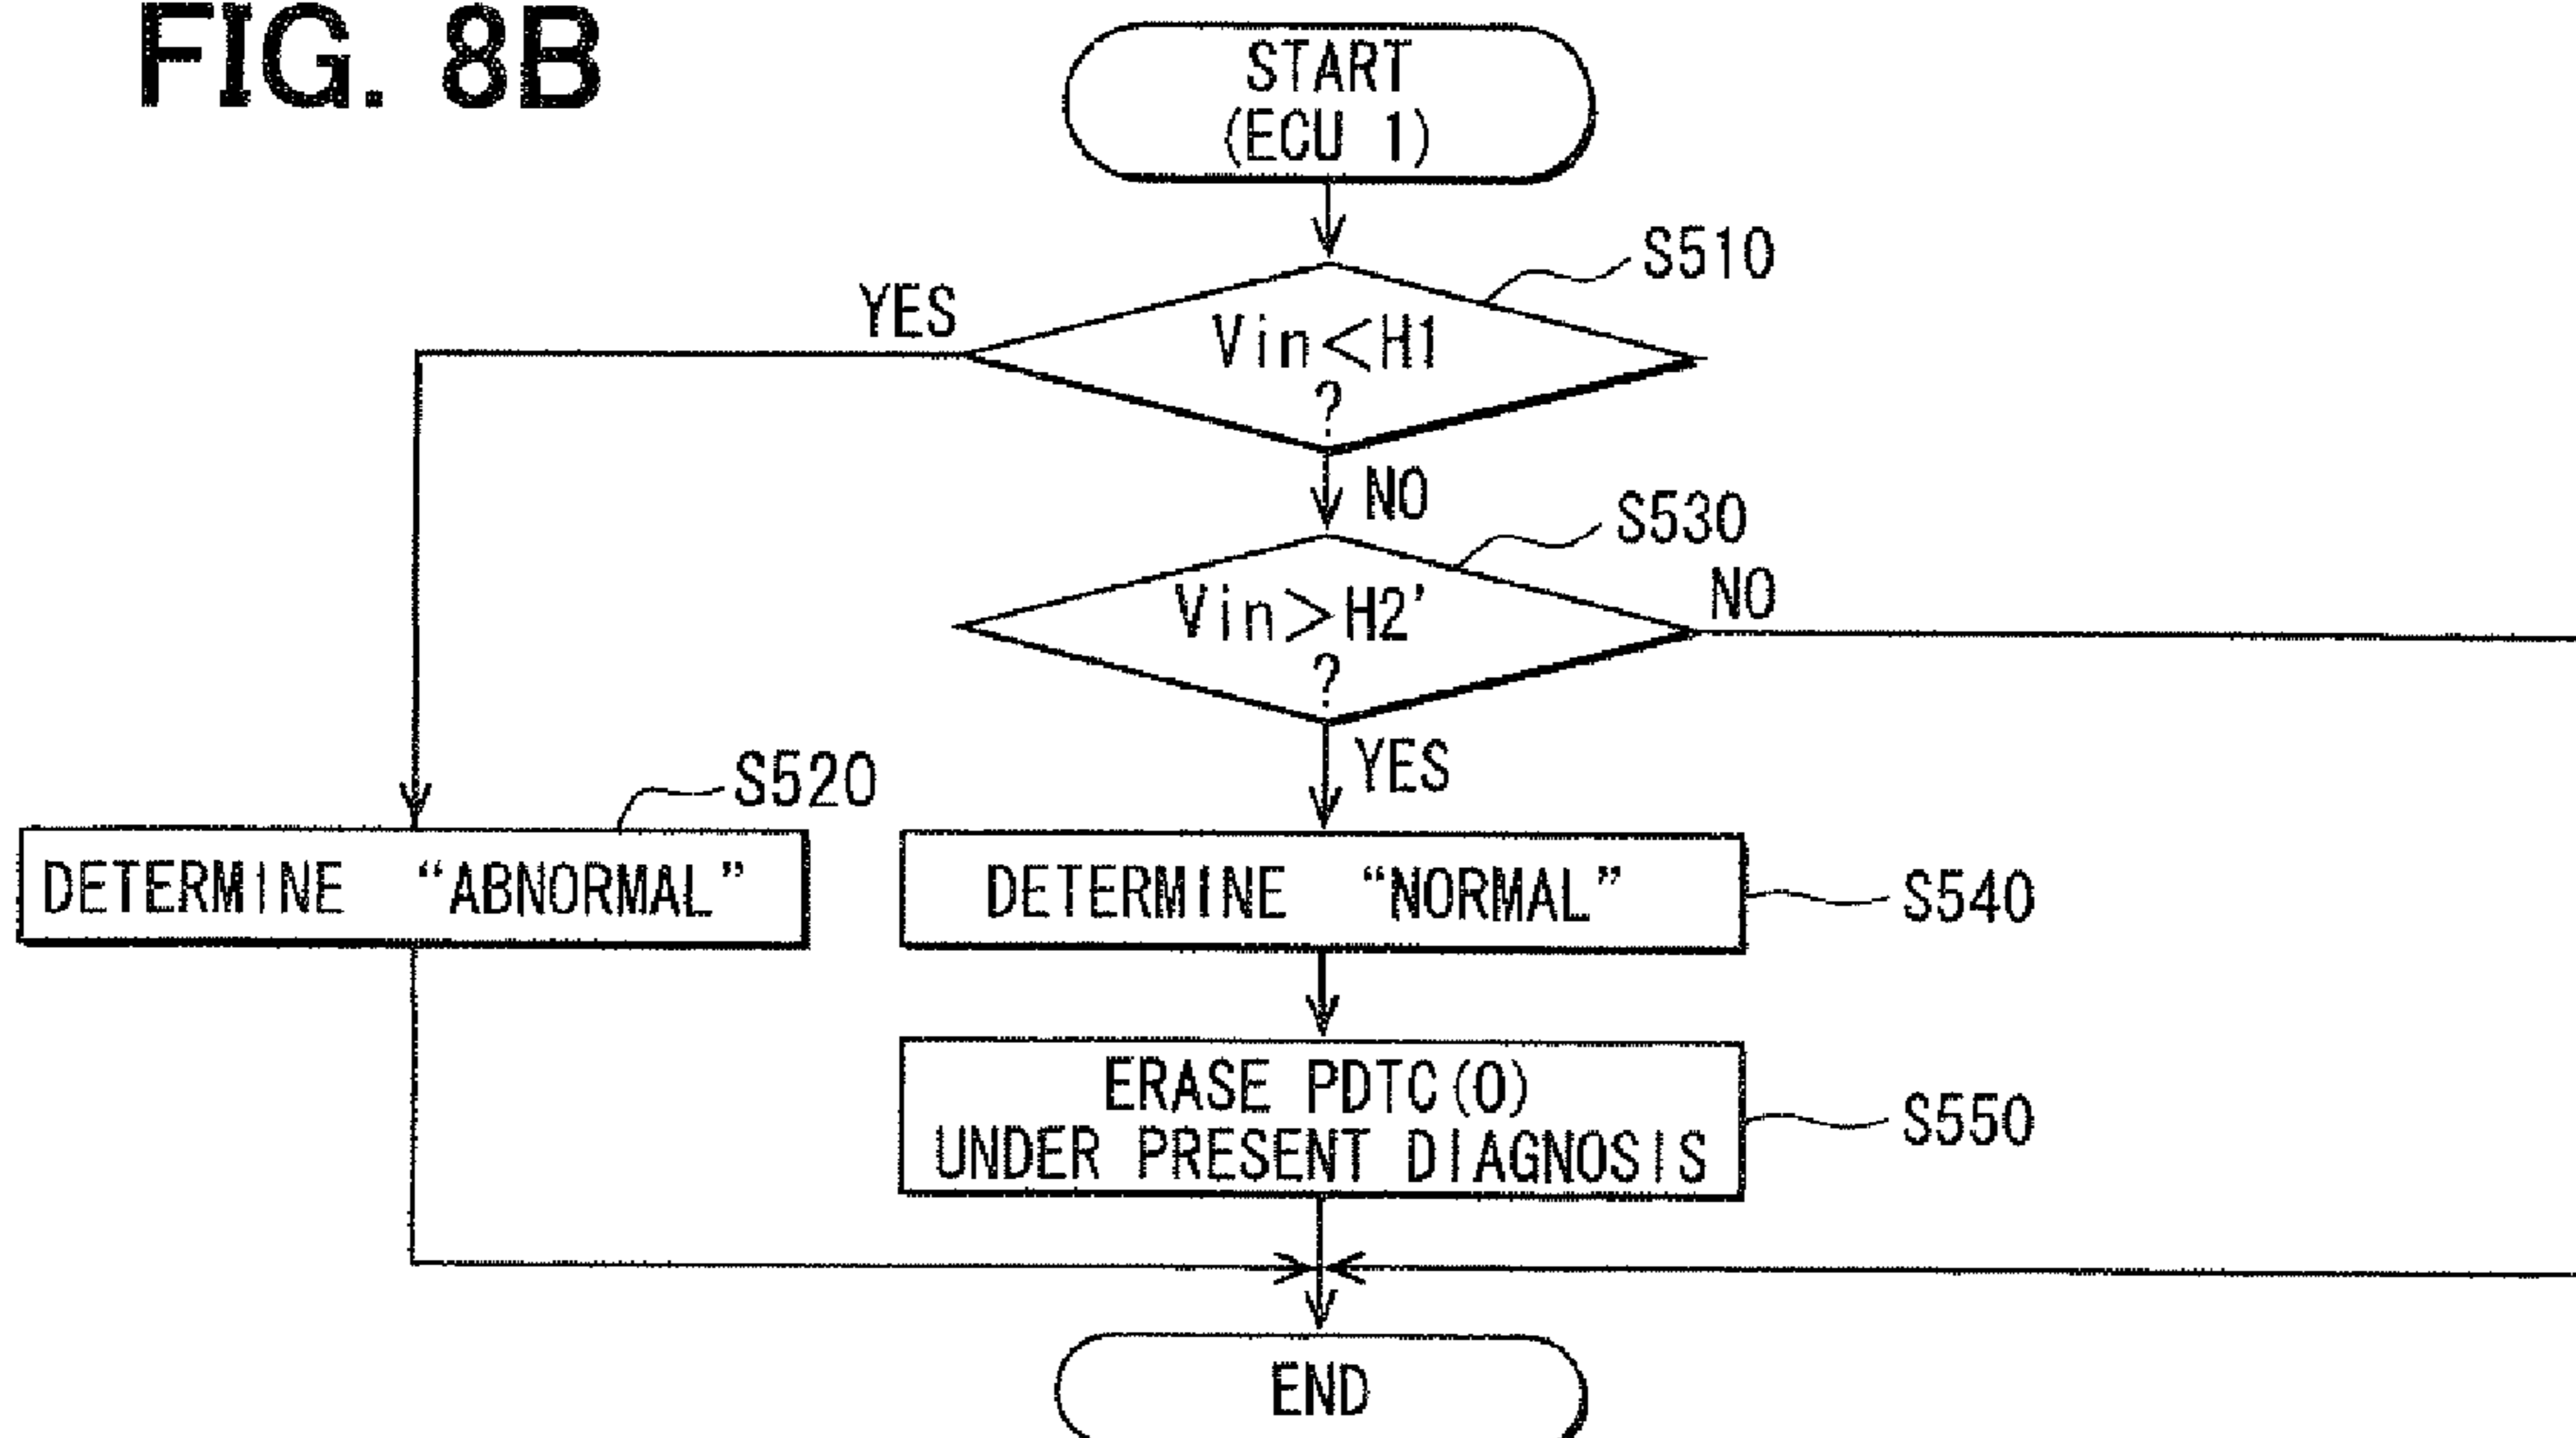 FIG. 8B
START
(ECU 1)
S510
YES
Vin<H1
?
NO
S530
NO
Vin>H2'
?
YES
S520
DETERMINE “ABNORMAL”
DETERMINE “NORMAL”
S540
ERASE PDTC(0)
UNDER PRESENT DIAGNOSIS
S550
END